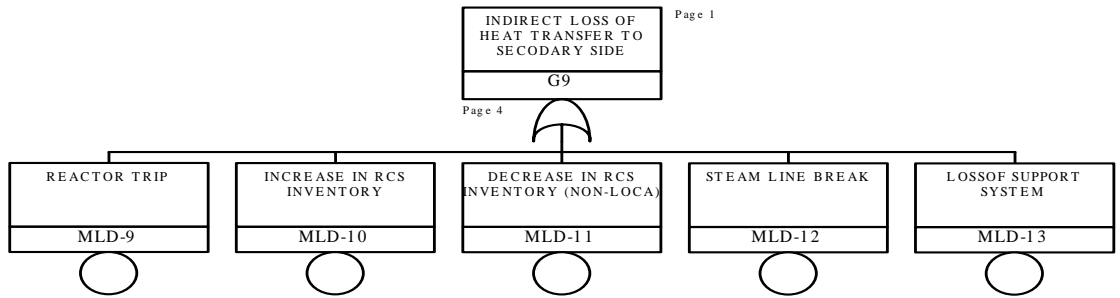 INDIRECT LOSS OF
HEAT TRANSFER TO
SECODARY SIDE
G9
Page 1
Page 4
REACTOR TRIP
MLD-9
INCREASE IN RCS
INVENTORY
MLD-10
DECREASE IN RCS
INVENTORY (NON-LOCA)
MLD-11
STEAM LINE BREAK
MLD-12
LOSSOF SUPPORT
SYSTEM
MLD-13